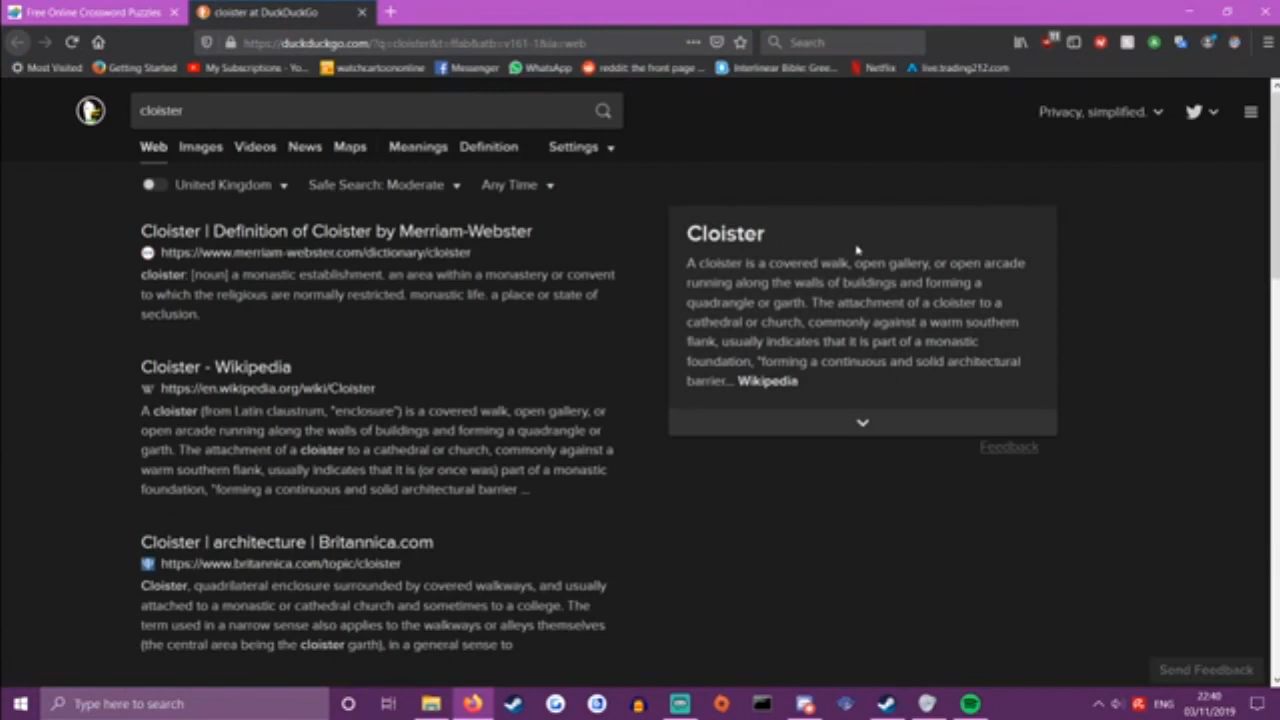 Free Online Crossword Puzzles
cloister at DuckDuckGo
https://duckduckgo.com/?q=cloister&t=ffab&atb=v161-1&ia=web
Search
Most Visited
Getting Started
My Subscriptions - Yo...
watchcartoononline
Messenger
WhatsApp
reddit: the front page ...
Interlinear Bible: Gree...
Netflix
live.trading212.com
cloister
Privacy, simplified.
Web Images Videos News Maps Meanings Definition Settings
United Kingdom Safe Search: Moderate Any Time
Cloister | Definition of Cloister by Merriam-Webster
https://www.merriam-webster.com/dictionary/cloister
cloister: [noun] a monastic establishment. an area within a monastery or convent
to which the religious are normally restricted. monastic life. a place or state of
seclusion.
Cloister - Wikipedia
https://en.wikipedia.org/wiki/Cloister
A cloister (from Latin claustrum, "enclosure") is a covered walk, open gallery, or
open arcade running along the walls of buildings and forming a quadrangle or
garth. The attachment of a cloister to a cathedral or church, commonly against a
warm southern flank, usually indicates that it is (or once was) part of a monastic
foundation, "forming a continuous and solid architectural barrier ...
Cloister | architecture | Britannica.com
https://www.britannica.com/topic/cloister
Cloister, quadrilateral enclosure surrounded by covered walkways, and usually
attached to a monastic or cathedral church and sometimes to a college. The
term used in a narrow sense also applies to the walkways or alleys themselves
(the central area being the cloister garth), in a general sense to
Cloister
A cloister is a covered walk, open gallery, or open arcade
running along the walls of buildings and forming a
quadrangle or garth. The attachment of a cloister to a
cathedral or church, commonly against a warm southern
flank, usually indicates that it is part of a monastic
foundation, "forming a continuous and solid architectural
barrier... Wikipedia
Feedback
Send Feedback
Type here to search
ENG
22:40
03/11/2019